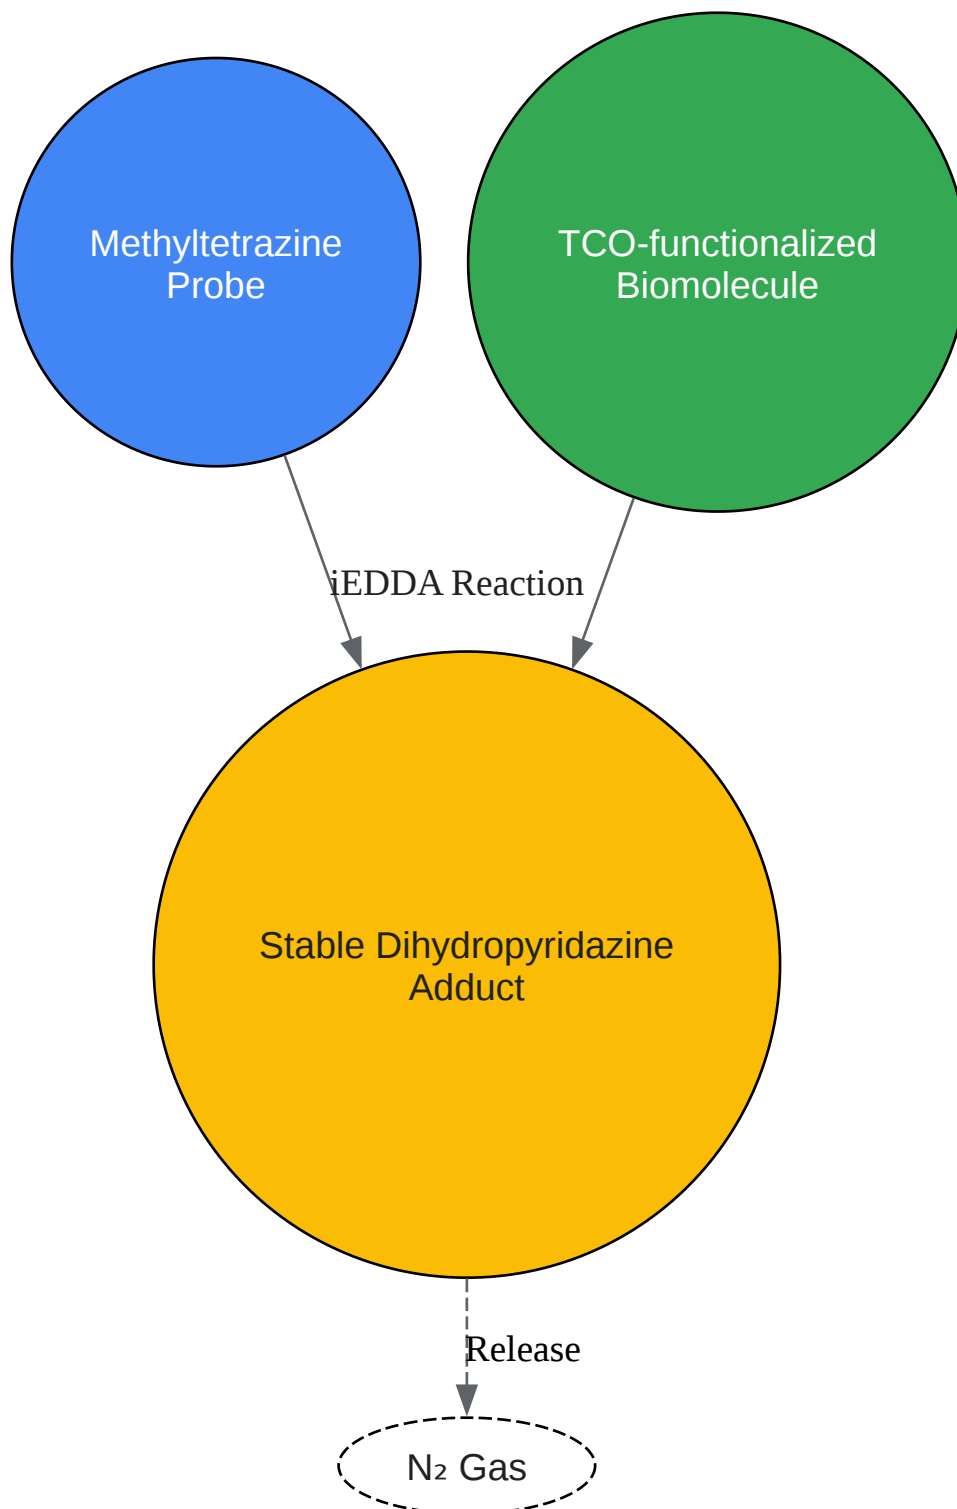 Methyltetrazine
Probe
TCO-functionalized
Biomolecule
iEDDA Reaction
Stable Dihydropyridazine
Adduct
Release
N₂ Gas